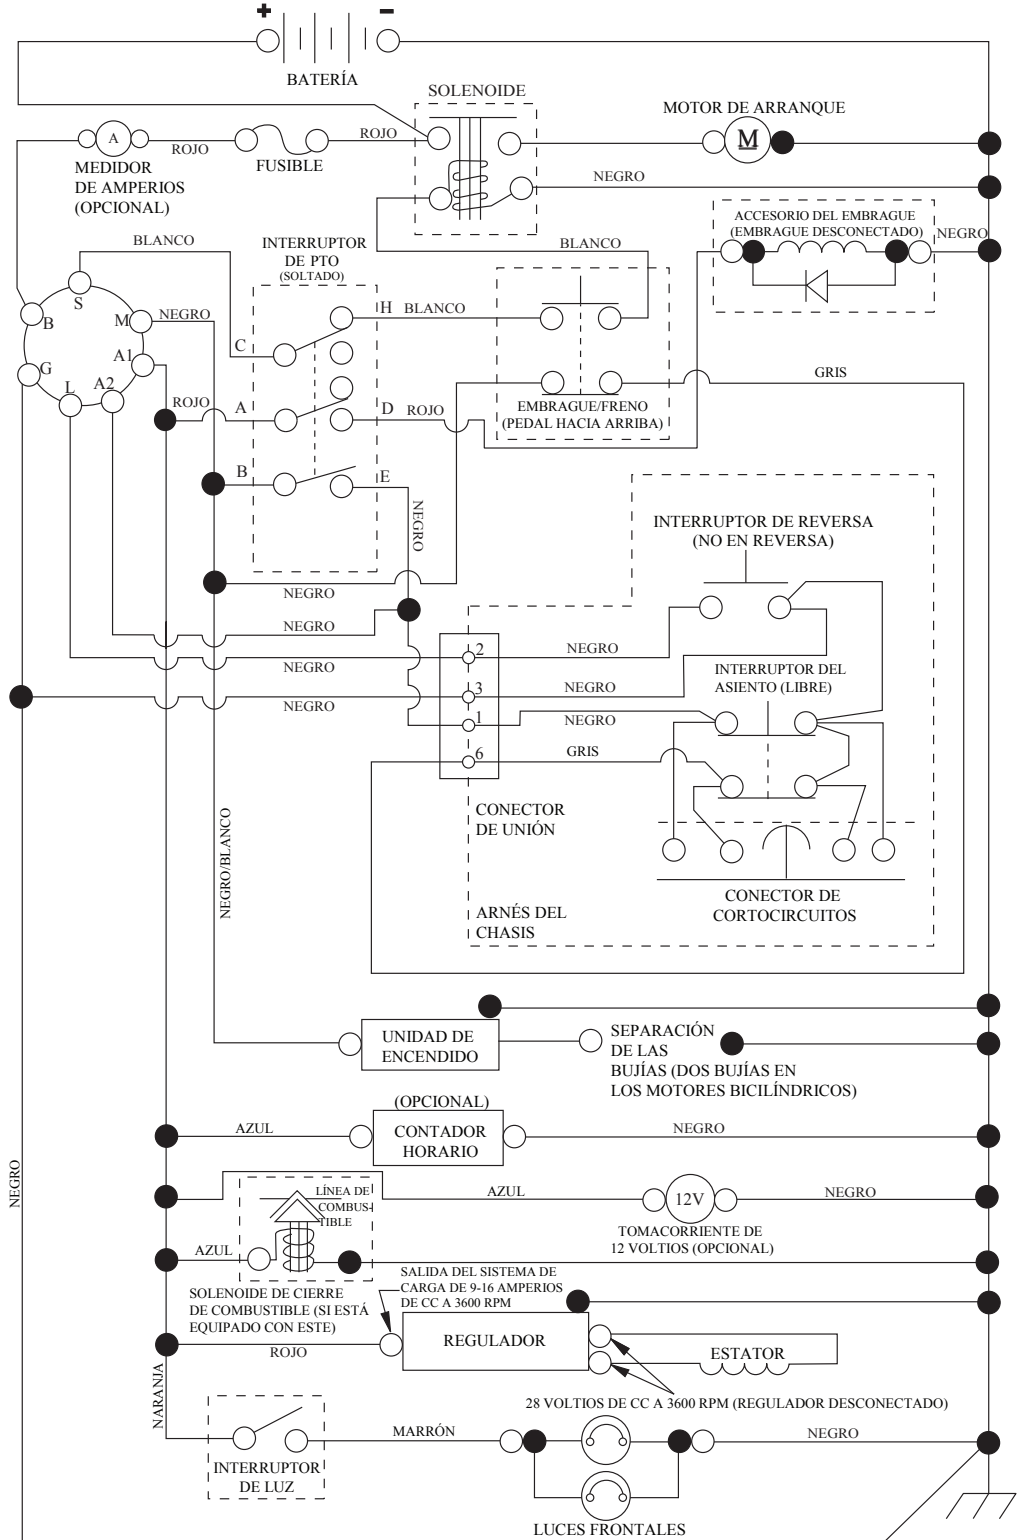 + −
BATERÍA
SOLENOIDE
MOTOR DE ARRANQUE
A
ROJO
ROJO
M
MEDIDOR
DE AMPERIOS
(OPCIONAL)
FUSIBLE
NEGRO
ACCESORIO DEL EMBRAGUE
(EMBRAGUE DESCONECTADO)
NEGRO
BLANCO
INTERRUPTOR
DE PTO
(SOLTADO)
BLANCO
S
B
M
NEGRO
H
BLANCO
C
G
A1
L
A2
GRIS
ROJO
A
D
ROJO
EMBRAGUE/FRENO
(PEDAL HACIA ARRIBA)
B
E
NEGRO
INTERRUPTOR DE REVERSA
(NO EN REVERSA)
NEGRO
NEGRO
2
NEGRO
NEGRO
INTERRUPTOR DEL
ASIENTO (LIBRE)
3
NEGRO
NEGRO
1
NEGRO
6
GRIS
CONECTOR
DE UNIÓN
NEGRO/BLANCO
CONECTOR DE
CORTOCIRCUITOS
ARNÉS DEL
CHASIS
UNIDAD DE
ENCENDIDO
SEPARACIÓN
DE LAS
BUJÍAS (DOS BUJÍAS EN
LOS MOTORES BICILÍNDRICOS)
(OPCIONAL)
AZUL
CONTADOR
HORARIO
NEGRO
NEGRO
LÍNEA DE
COMBUS-
TIBLE
AZUL
12V
NEGRO
TOMACORRIENTE DE
12 VOLTIOS (OPCIONAL)
AZUL
SOLENOIDE DE CIERRE
DE COMBUSTIBLE (SI ESTÁ
EQUIPADO CON ESTE)
SALIDA DEL SISTEMA DE
CARGA DE 9-16 AMPERIOS
DE CC A 3600 RPM
ROJO
REGULADOR
ESTATOR
NARANJA
28 VOLTIOS DE CC A 3600 RPM (REGULADOR DESCONECTADO)
MARRÓN
NEGRO
INTERRUPTOR
DE LUZ
LUCES FRONTALES